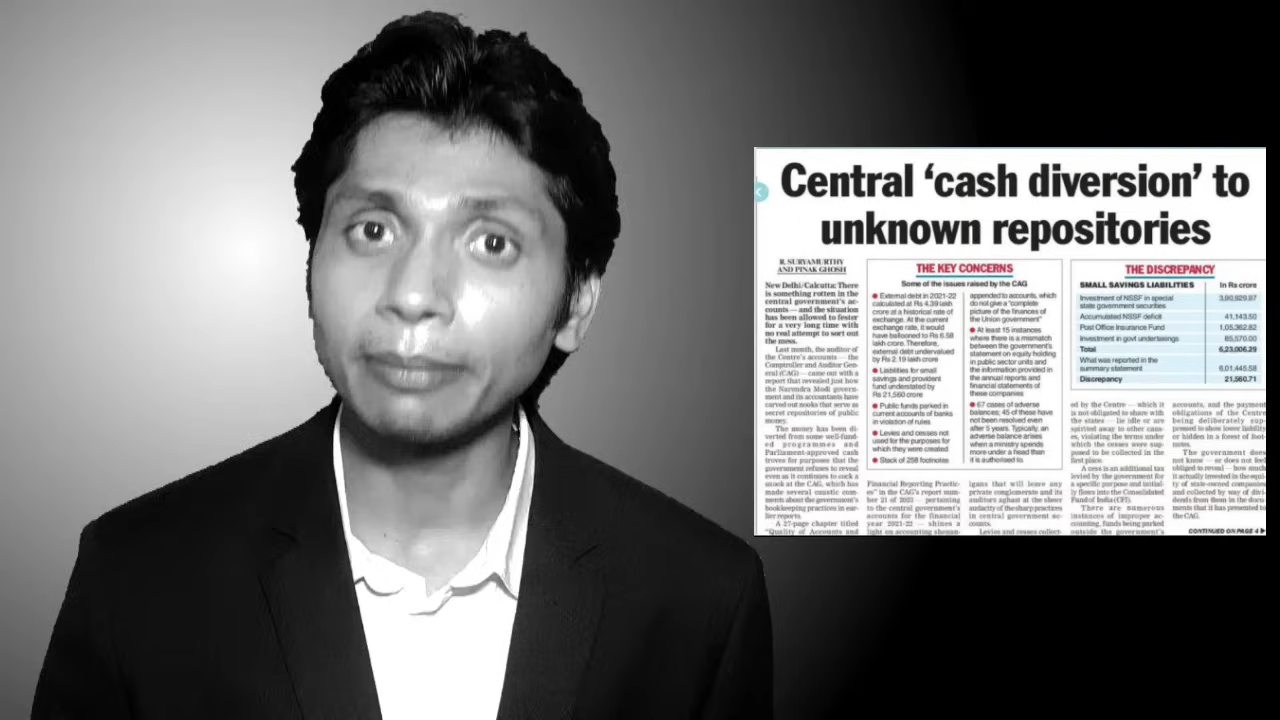 Central ‘cash diversion’ to
unknown repositories
R. SURYAMURTHY
AND PINAK GHOSH
New Delhi/Calcutta: There
is something rotten in the
central government's ac-
counts — and the situation
has been allowed to fester
for a very long time with
no real attempt to sort out
the mess.
Last month, the auditor of
the Centre's accounts — the
Comptroller and Auditor Gen-
eral (CAG) — came out with a
report that revealed just how
the Narendra Modi govern-
ment and its accountants have
carved out nooks that serve as
secret repositories of public
money.
The money has been di-
verted from some well-fund-
ed programmes and
Parliament-approved cash
troves for purposes that the
government refuses to reveal
even as it continues to cock a
snook at the CAG, which has
made several caustic com-
ments about the government's
bookkeeping practices in ear-
lier reports.
A 27-page chapter titled
"Quality of Accounts and
THE KEY CONCERNS
Some of the issues raised by the CAG
External debt in 2021-22
calculated at Rs 4.39 lakh
crore at a historical rate of
exchange. At the current
exchange rate, it would
have ballooned to Rs 6.58
lakh crore. Therefore,
external debt undervalued
by Rs 2.19 lakh crore
Liabilities for small
savings and provident
fund understated by
Rs 21,560 crore
Public funds parked in
current accounts of banks
in violation of rules
Levies and cesses not
used for the purposes for
which they were created
Stack of 258 footnotes
appended to accounts, which
do not give a "complete
picture of the finances of
the Union government"
At least 15 instances
where there is a mismatch
between the government's
statement on equity holding
in public sector units and
the information provided in
the annual reports and
financial statements of
these companies
67 cases of adverse
balances; 45 of those have
not been resolved even
after 5 years. Typically, an
adverse balance arises
when a ministry spends
more under a head than
it is authorised to.
THE DISCREPANCY
SMALL SAVINGS LIABILITIES In Rs crore
Investment of NSSF in special
state government securities
Accumulated NSSF deficit 41,143.50
Post Office Insurance Fund 1,05,362.82
Investment in govt undertakings 85,570.00
Total 6,23,006.29
What was reported in the
summary statement 6,01,445.58
Discrepancy 21,560.71
Financial Reporting Practic-
es" in the CAG's report num-
ber 21 of 2023 — pertaining
to the central government's
accounts for the financial
year 2021-22 — shines a
light on accounting shenan-
igans that will leave any
private conglomerate and its
auditors aghast at the sheer
audacity of the sharp practices
in central government ac-
counts.
Levies and cesses collect-
ed by the Centre — which it
is not obligated to share with
the states — lie idle or are
spirited away to other caus-
es, violating the terms under
which the cesses were sup-
posed to be collected in the
first place.
A cess is an additional tax
levied by the government for
a specific purpose and initial-
ly flows into the Consolidated
Fund of India (CFI).
There are numerous
instances of improper ac-
counting, funds being parked
outside the government's
accounts, and the payment
obligations of the Centre
being deliberately sup-
pressed to show lower liability
or hidden in a forest of foot-
notes.
The government does
not know — or does not feel
obliged to reveal — how much
it actually invested in the equi-
ty of state-owned companies
and collected by way of divi-
dends from them in the docu-
ments that it has presented to
the CAG.
CONTINUED ON PAGE 4